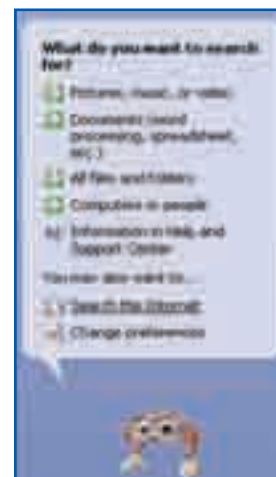 What do you want to search
for?
Pictures, music, or video
Documents (word
processing, spreadsheet,
etc.)
All files and folders
Computers or people
Information in Help and
Support Center
You may also want to...
Search the Internet
Change preferences